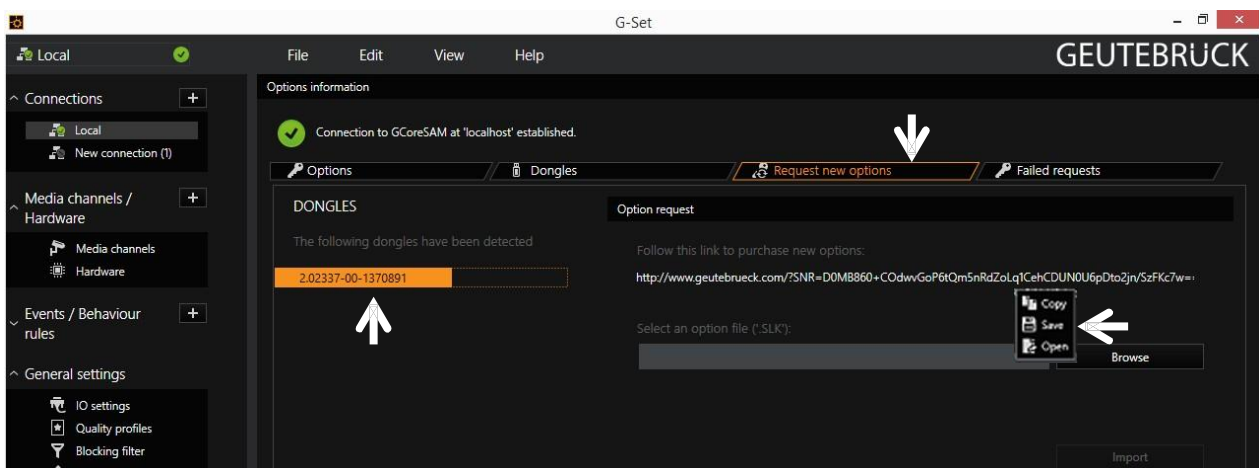 G-Set
Local
File Edit View Help
GEUTEBRÜCK
Connections +
Local
New connection (1)
Media channels /
Hardware +
Media channels
Hardware
Events / Behaviour
rules +
General settings
IO settings
Quality profiles
Blocking filter
Options information
Connection to GCoreSAM at 'localhost' established.
Options Dongles Request new options Failed requests
DONGLES
The following dongles have been detected
2.02337-00-1370891
Option request
Follow this link to purchase new options:
http://www.geutebrueck.com/?SNR=D0MB860+COdwvGoP6tQm5nRdZoLq1CehCDUN0U6pDto2jn/SzFKc7w=
Copy
Save
Open
Select an option file ('.SLK'):
Browse
Import